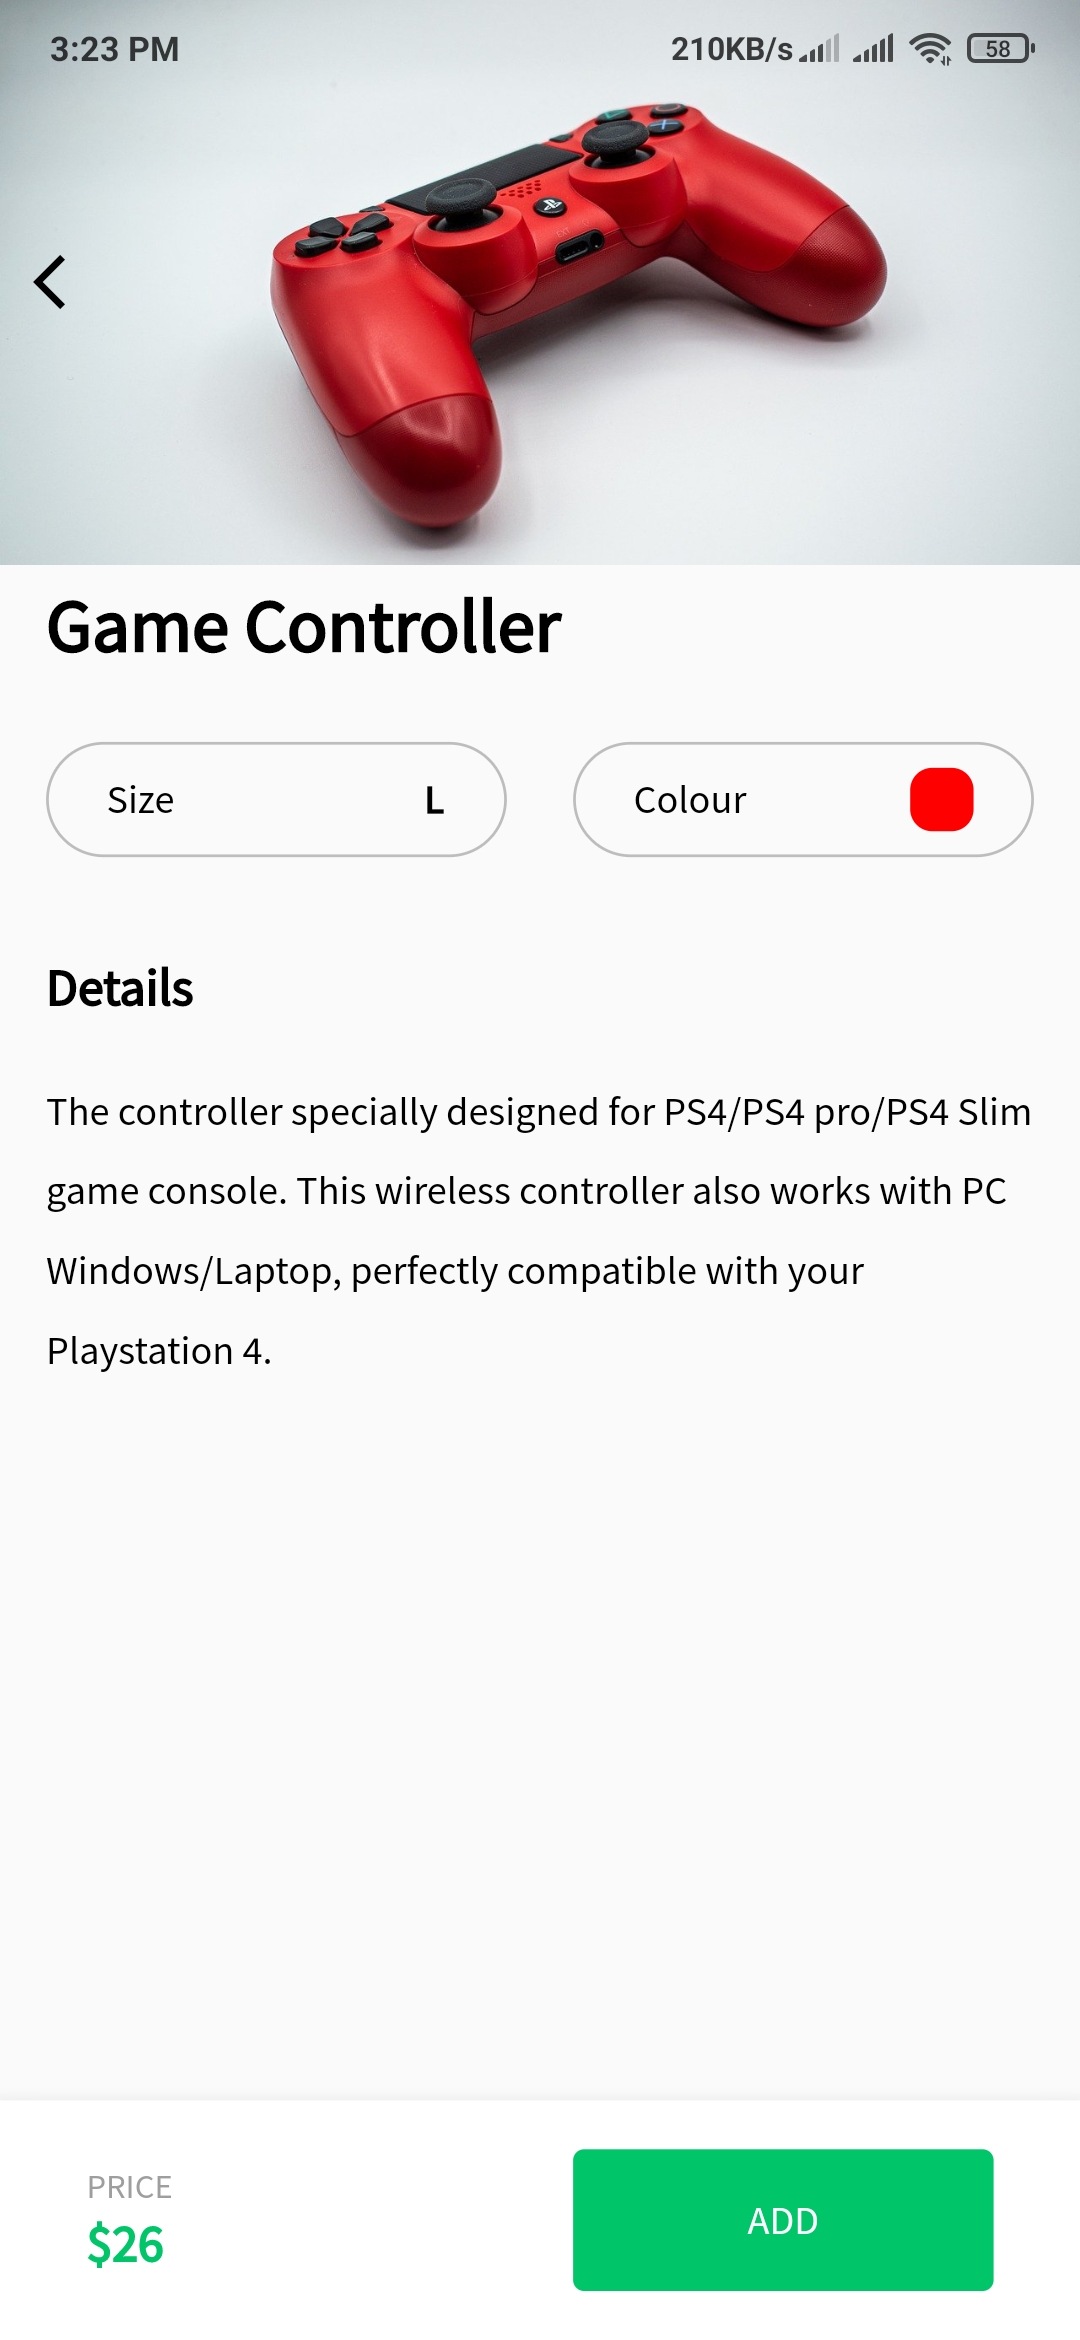 3:23 PM 210KB/s 58
Game Controller
Size L Colour
Details
The controller specially designed for PS4/PS4 pro/PS4 Slim
game console. This wireless controller also works with PC
Windows/Laptop, perfectly compatible with your
Playstation 4.
PRICE
$26
ADD